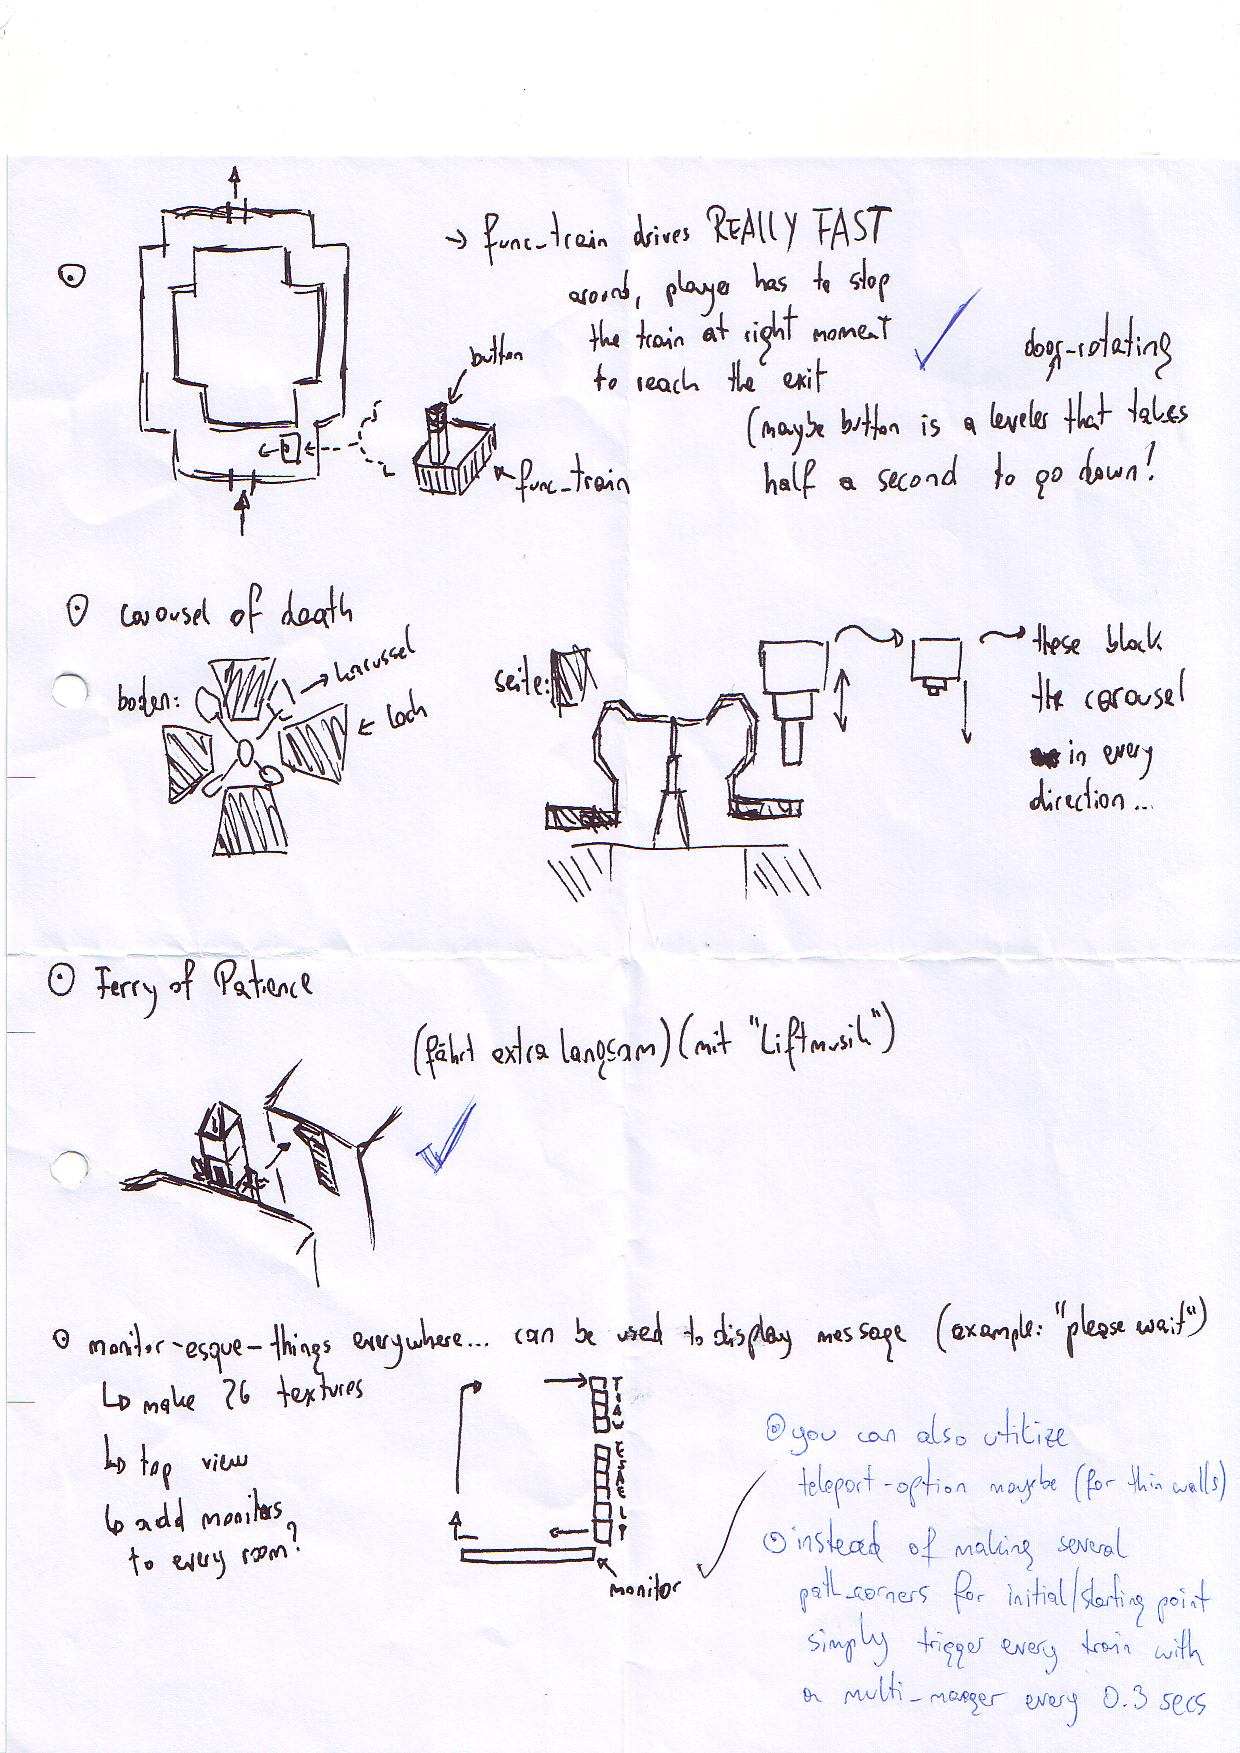 → func_train drives REALLY FAST
around, player has to stop
the train at right moment
to reach the exit
button
func_train
door-rotating
(maybe button is a leveler that takes
half a second to go down!
carousel of death
boden:
karussel
Loch
seite:
these block
the carousel
in every
direction...
Ferry of Patience
(fährt extra langsam) (mit "Liftmusik")
monitor-esque-things everywhere... can be used to display message (example: "please wait")
↳ make 26 textures
↳ top view
↳ add monitors
to every room?
T
I
A
W
E
S
A
E
L
P
monitor
you can also utilize
teleport-option maybe (for thin walls)
instead of making several
path_corners for initial/starting point
simply trigger every train with
a multi-manger every 0.3 secs